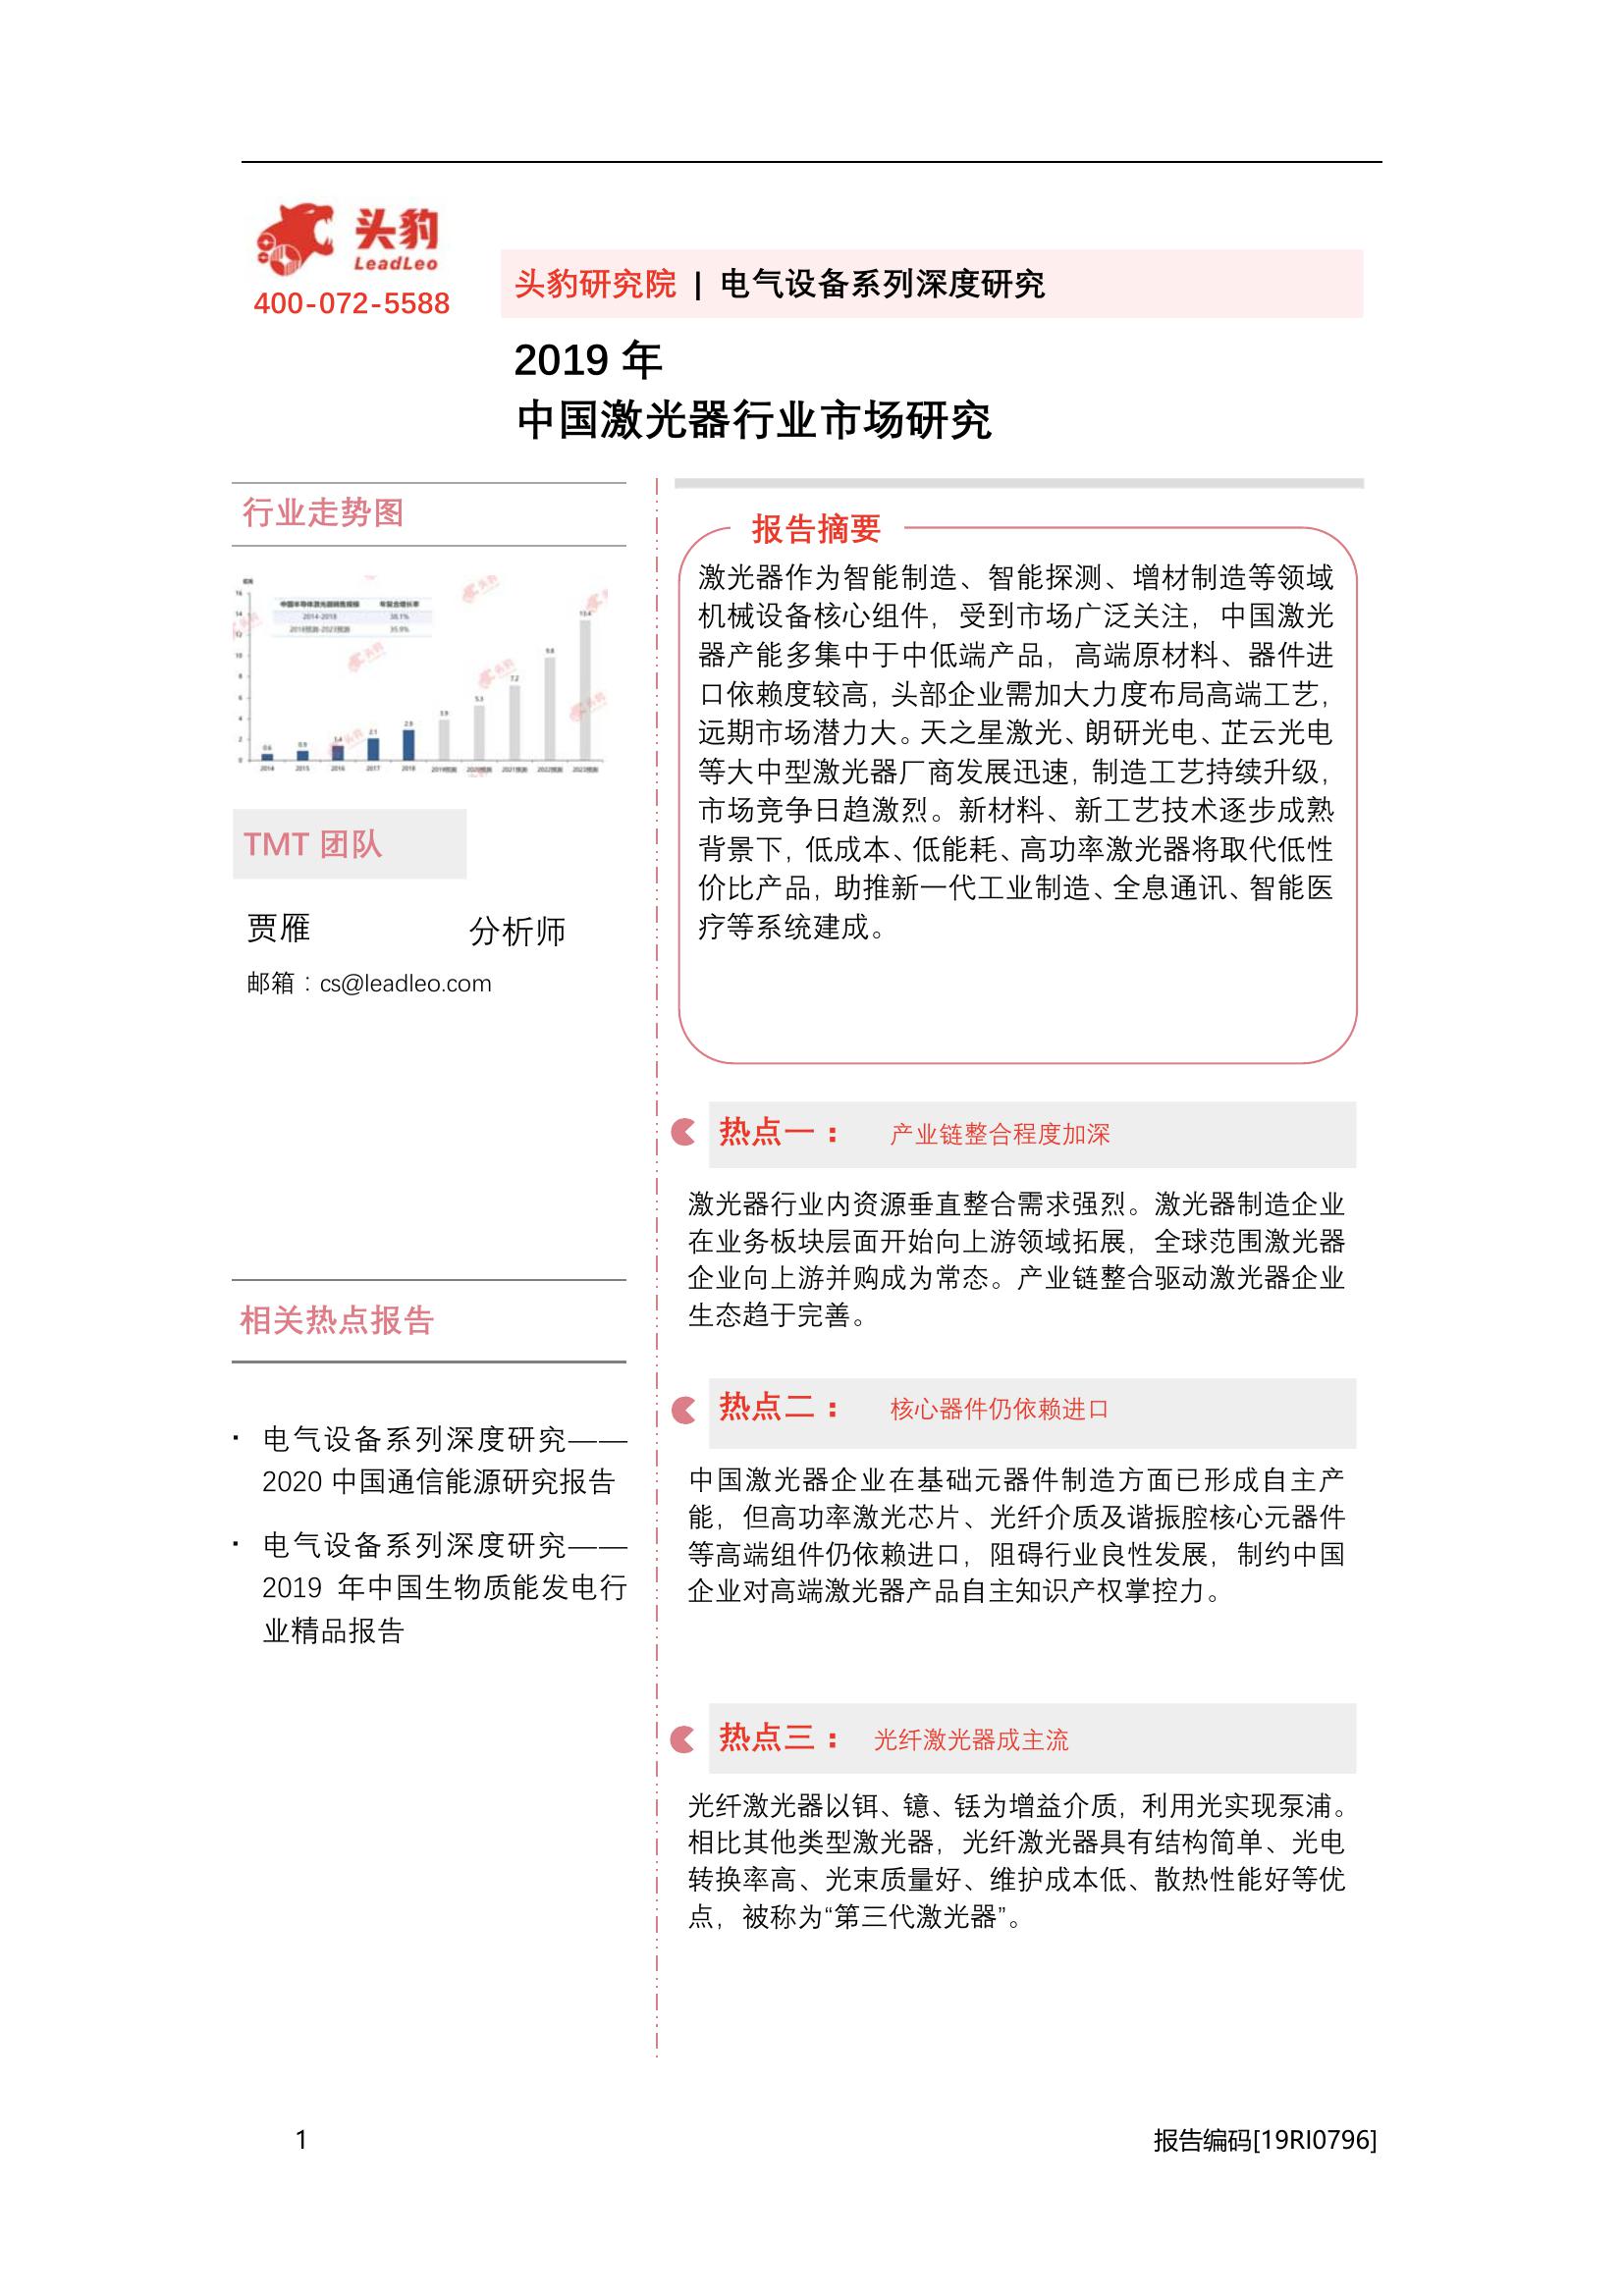 头豹
LeadLeo
400-072-5588
头豹研究院 | 电气设备系列深度研究
2019 年
中国激光器行业市场研究
行业走势图
16
14
12
10
8
6
4
2
0
中国半导体激光器销售规模 年复合增长率
2014-2018 38.1%
2018预测-2023预测 35.9%
0.6
0.9
1.4
2.1
2.9
3.9
5.3
7.2
9.8
13.4
2014 2015 2016 2017 2018 2019预测 2020预测 2021预测 2022预测 2023预测
TMT 团队
贾雁 分析师
邮箱：cs@leadleo.com
相关热点报告
· 电气设备系列深度研究——
2020 中国通信能源研究报告
· 电气设备系列深度研究——
2019 年中国生物质能发电行
业精品报告
报告摘要
激光器作为智能制造、智能探测、增材制造等领域
机械设备核心组件，受到市场广泛关注，中国激光
器产能多集中于中低端产品，高端原材料、器件进
口依赖度较高，头部企业需加大力度布局高端工艺，
远期市场潜力大。天之星激光、朗研光电、芷云光电
等大中型激光器厂商发展迅速，制造工艺持续升级，
市场竞争日趋激烈。新材料、新工艺技术逐步成熟
背景下，低成本、低能耗、高功率激光器将取代低性
价比产品，助推新一代工业制造、全息通讯、智能医
疗等系统建成。
热点一： 产业链整合程度加深
激光器行业内资源垂直整合需求强烈。激光器制造企业
在业务板块层面开始向上游领域拓展，全球范围激光器
企业向上游并购成为常态。产业链整合驱动激光器企业
生态趋于完善。
热点二： 核心器件仍依赖进口
中国激光器企业在基础元器件制造方面已形成自主产
能，但高功率激光芯片、光纤介质及谐振腔核心元器件
等高端组件仍依赖进口，阻碍行业良性发展，制约中国
企业对高端激光器产品自主知识产权掌控力。
热点三： 光纤激光器成主流
光纤激光器以铒、镱、铥为增益介质，利用光实现泵浦。
相比其他类型激光器，光纤激光器具有结构简单、光电
转换率高、光束质量好、维护成本低、散热性能好等优
点，被称为“第三代激光器”。
1
报告编码[19RI0796]